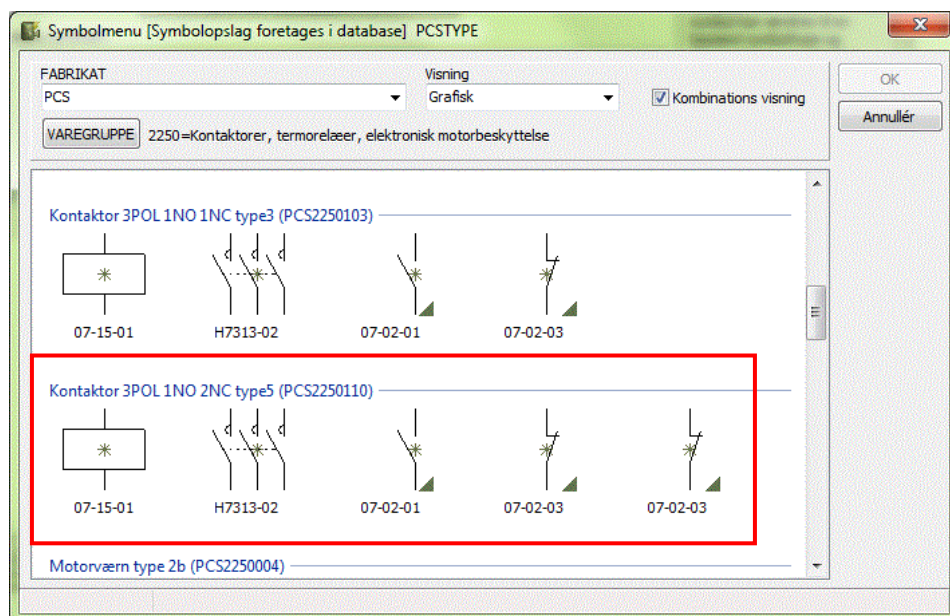 Symbolmenu [Symbolopslag foretages i database] PCSTYPE
FABRIKAT
Visning
PCS
Grafisk
Kombinations visning
OK
Annullér
VAREGRUPPE
2250=Kontaktorer, termorelæer, elektronisk motorbeskyttelse
Kontaktor 3POL 1NO 1NC type3 (PCS2250103)
07-15-01 H7313-02 07-02-01 07-02-03
Kontaktor 3POL 1NO 2NC type5 (PCS2250110)
07-15-01 H7313-02 07-02-01 07-02-03 07-02-03
Motorværn type 2b (PCS2250004)